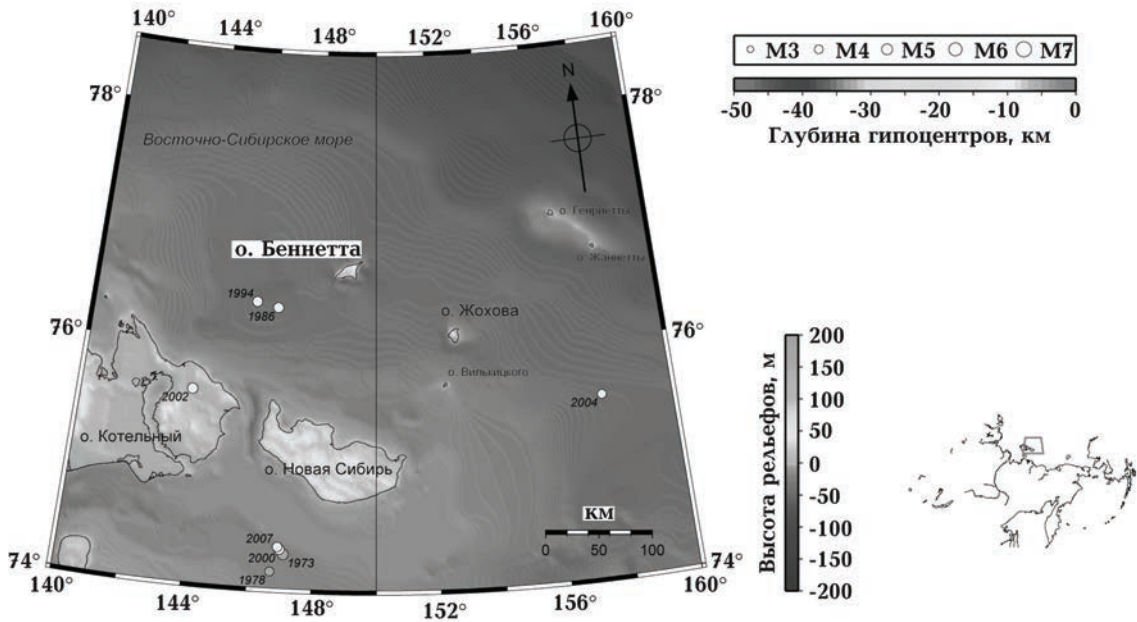 140° 144° 148° 152° 156° 160°
78° 78°
N
Восточно-Сибирское море
о. Генриетты
о. Жаннетты
о. Беннетта
1994
1986
о. Жохова
76° 76°
о. Вилькицкого
2002
2004
о. Котельный
о. Новая Сибирь
км
0 50 100
2007
2000 1973
1978
74° 74°
140° 144° 148° 152° 156° 160°
M3 M4 M5 M6 M7
-50 -40 -30 -20 -10 0
Глубина гипоцентров, км
Высота рельефов, м
200
150
100
50
0
-50
-100
-150
-200